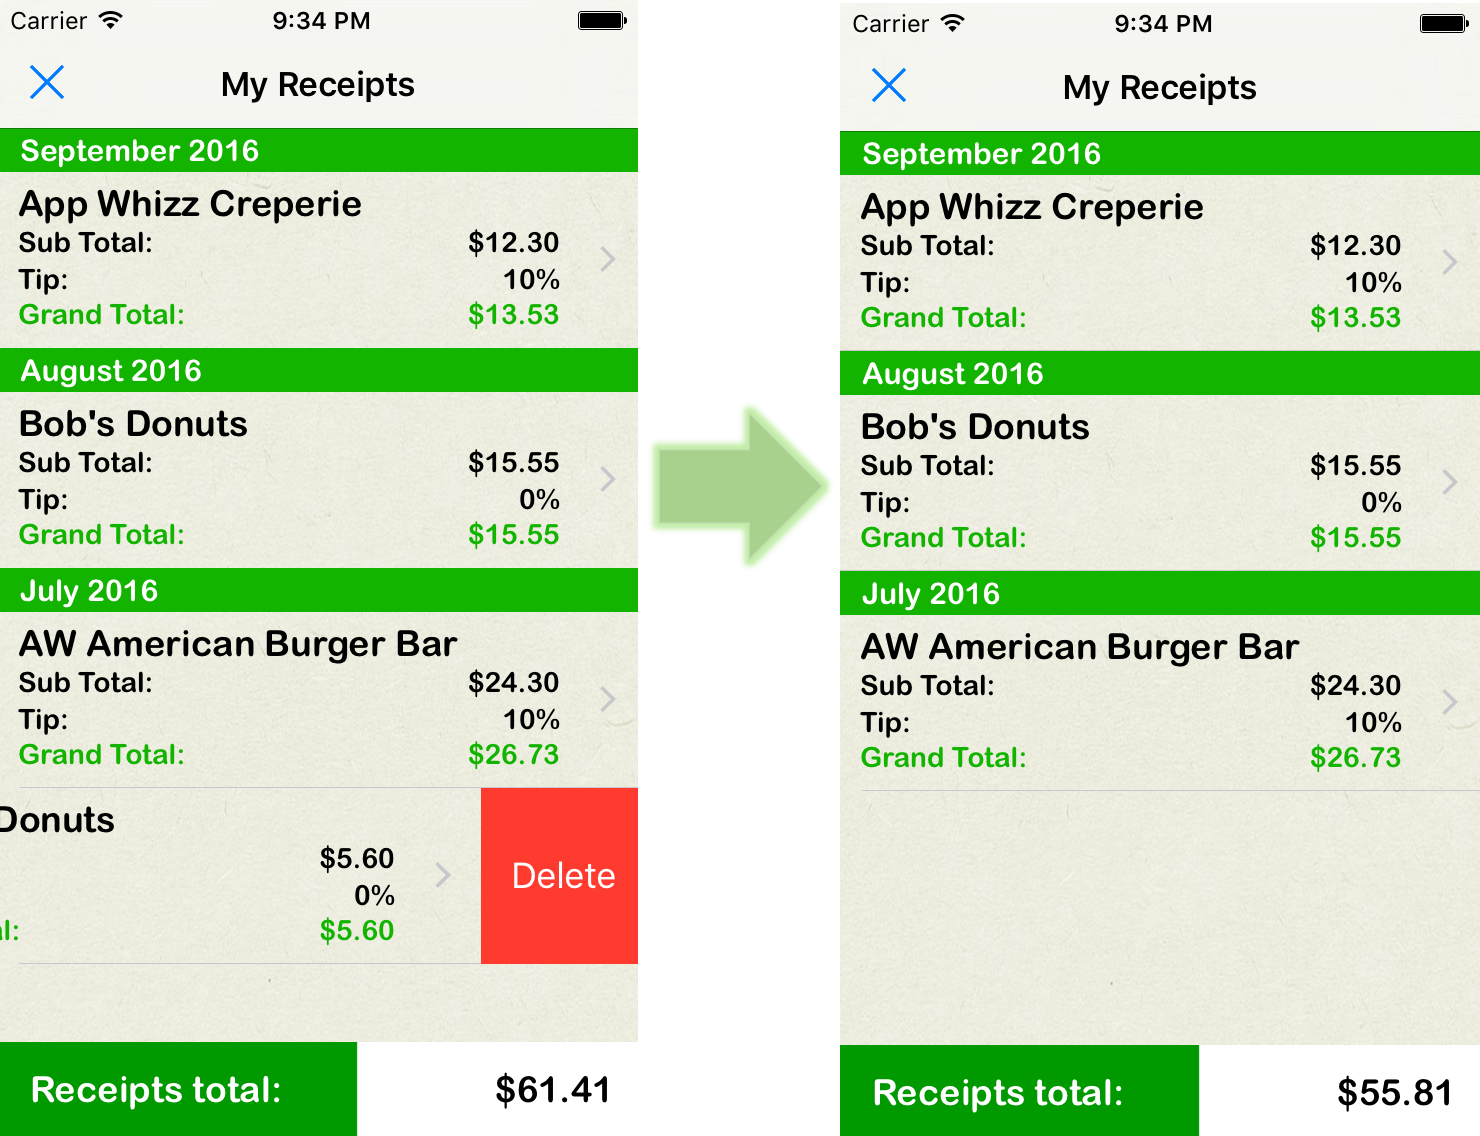 Carrier 9:34 PM
My Receipts
September 2016
App Whizz Creperie
Sub Total: $12.30
Tip: 10%
Grand Total: $13.53
August 2016
Bob's Donuts
Sub Total: $15.55
Tip: 0%
Grand Total: $15.55
July 2016
AW American Burger Bar
Sub Total: $24.30
Tip: 10%
Grand Total: $26.73
Donuts
$5.60
0%
al: $5.60
Delete
Receipts total: $61.41
Carrier 9:34 PM
My Receipts
September 2016
App Whizz Creperie
Sub Total: $12.30
Tip: 10%
Grand Total: $13.53
August 2016
Bob's Donuts
Sub Total: $15.55
Tip: 0%
Grand Total: $15.55
July 2016
AW American Burger Bar
Sub Total: $24.30
Tip: 10%
Grand Total: $26.73
Receipts total: $55.81